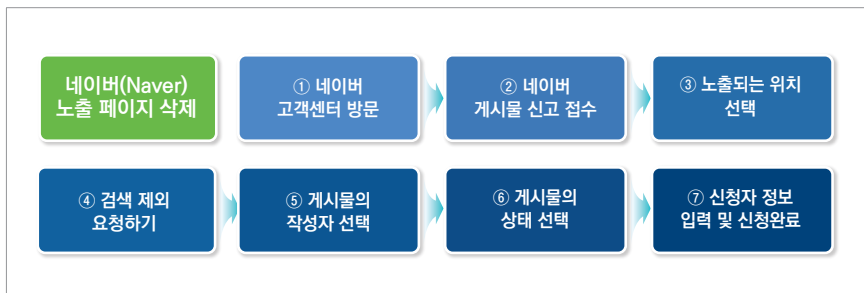 네이버(Naver)
노출 페이지 삭제
① 네이버
고객센터 방문
② 네이버
게시물 신고 접수
③ 노출되는 위치
선택
④ 검색 제외
요청하기
⑤ 게시물의
작성자 선택
⑥ 게시물의
상태 선택
⑦ 신청자 정보
입력 및 신청완료